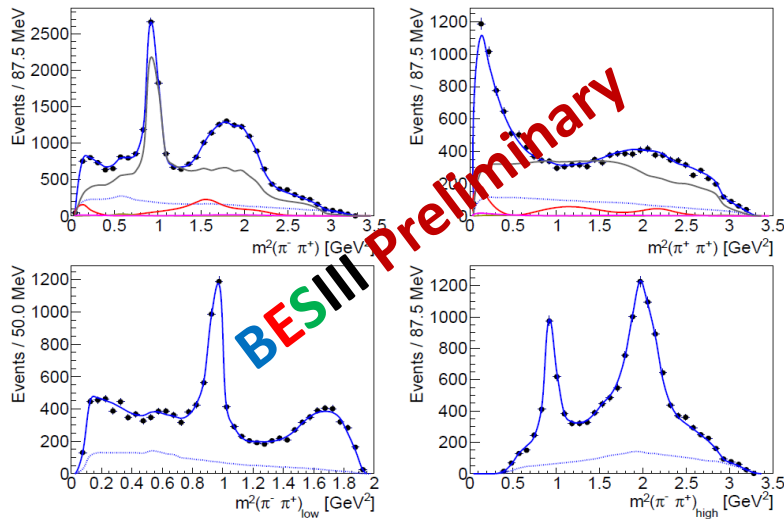 Events / 87.5 MeV
2500
2000
1500
1000
500
0
0 0.5 1 1.5 2 2.5 3 3.5
m²(π⁻ π⁺) [GeV²]
Events / 87.5 MeV
1200
1000
800
600
400
200
0
0 0.5 1 1.5 2 2.5 3 3.5
m²(π⁺ π⁺) [GeV²]
BESIII Preliminary
Events / 50.0 MeV
1200
1000
800
600
400
200
0
0 0.2 0.4 0.6 0.8 1 1.2 1.4 1.6 1.8 2
m²(π⁻ π⁺)low [GeV²]
Events / 87.5 MeV
1200
1000
800
600
400
200
0
0 0.5 1 1.5 2 2.5 3 3.5
m²(π⁻ π⁺)high [GeV²]